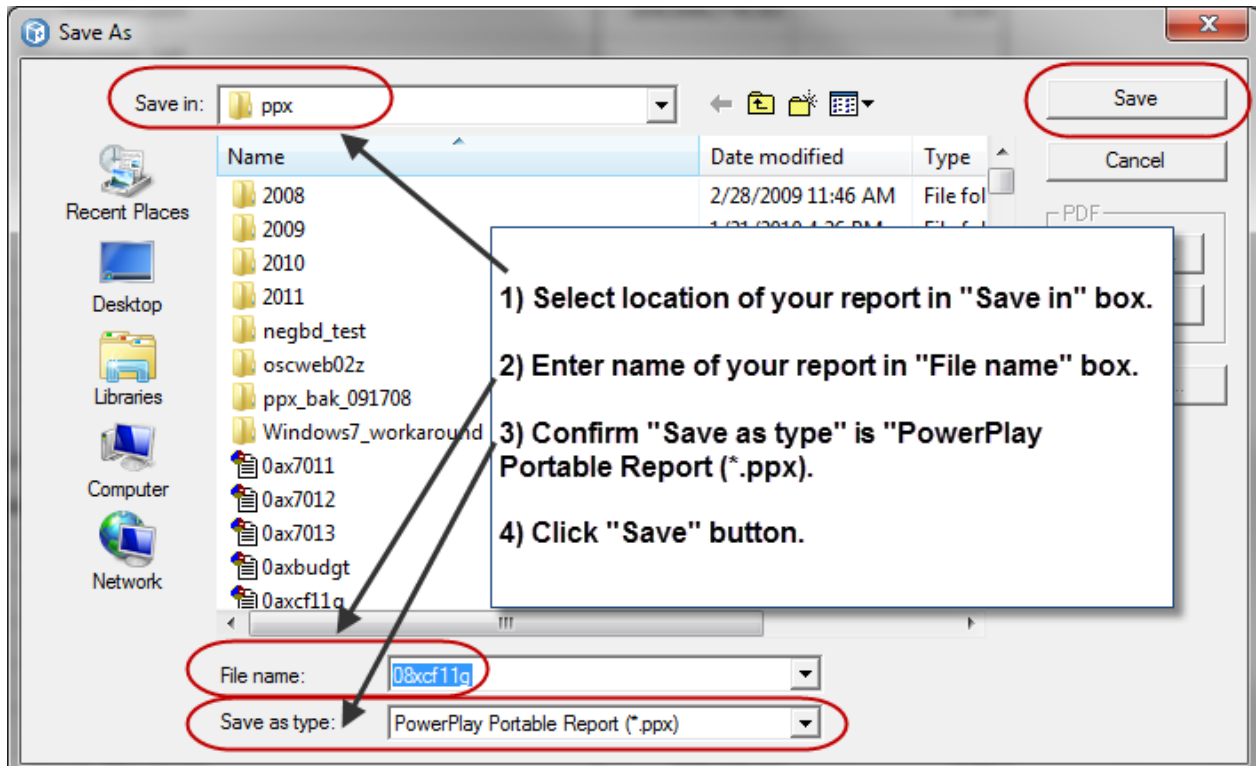 Save As
Save in: ppx
Save
Name Date modified Type
Cancel
Recent Places
2008 2/28/2009 11:46 AM File fol
PDF
2009
2010
Desktop
2011
1) Select location of your report in "Save in" box.
negbd_test
oscweb02z
2) Enter name of your report in "File name" box.
Libraries
ppx_bak_091708
Windows7_workaround
3) Confirm "Save as type" is "PowerPlay
Portable Report (*.ppx).
0ax7011
Computer
0ax7012
0ax7013
4) Click "Save" button.
0axbudgt
Network
0axcf11g
File name: 08xcf11g
Save as type: PowerPlay Portable Report (*.ppx)